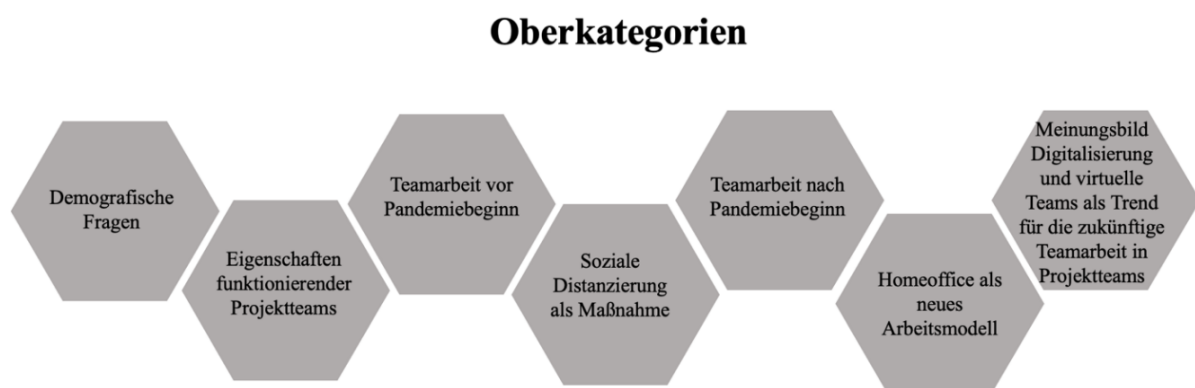 Oberkategorien
Demografische
Fragen
Eigenschaften
funktionierender
Projektteams
Teamarbeit vor
Pandemiebeginn
Soziale
Distanzierung
als Maßnahme
Teamarbeit nach
Pandemiebeginn
Homeoffice als
neues
Arbeitsmodell
Meinungsbild
Digitalisierung
und virtuelle
Teams als Trend
für die zukünftige
Teamarbeit in
Projektteams